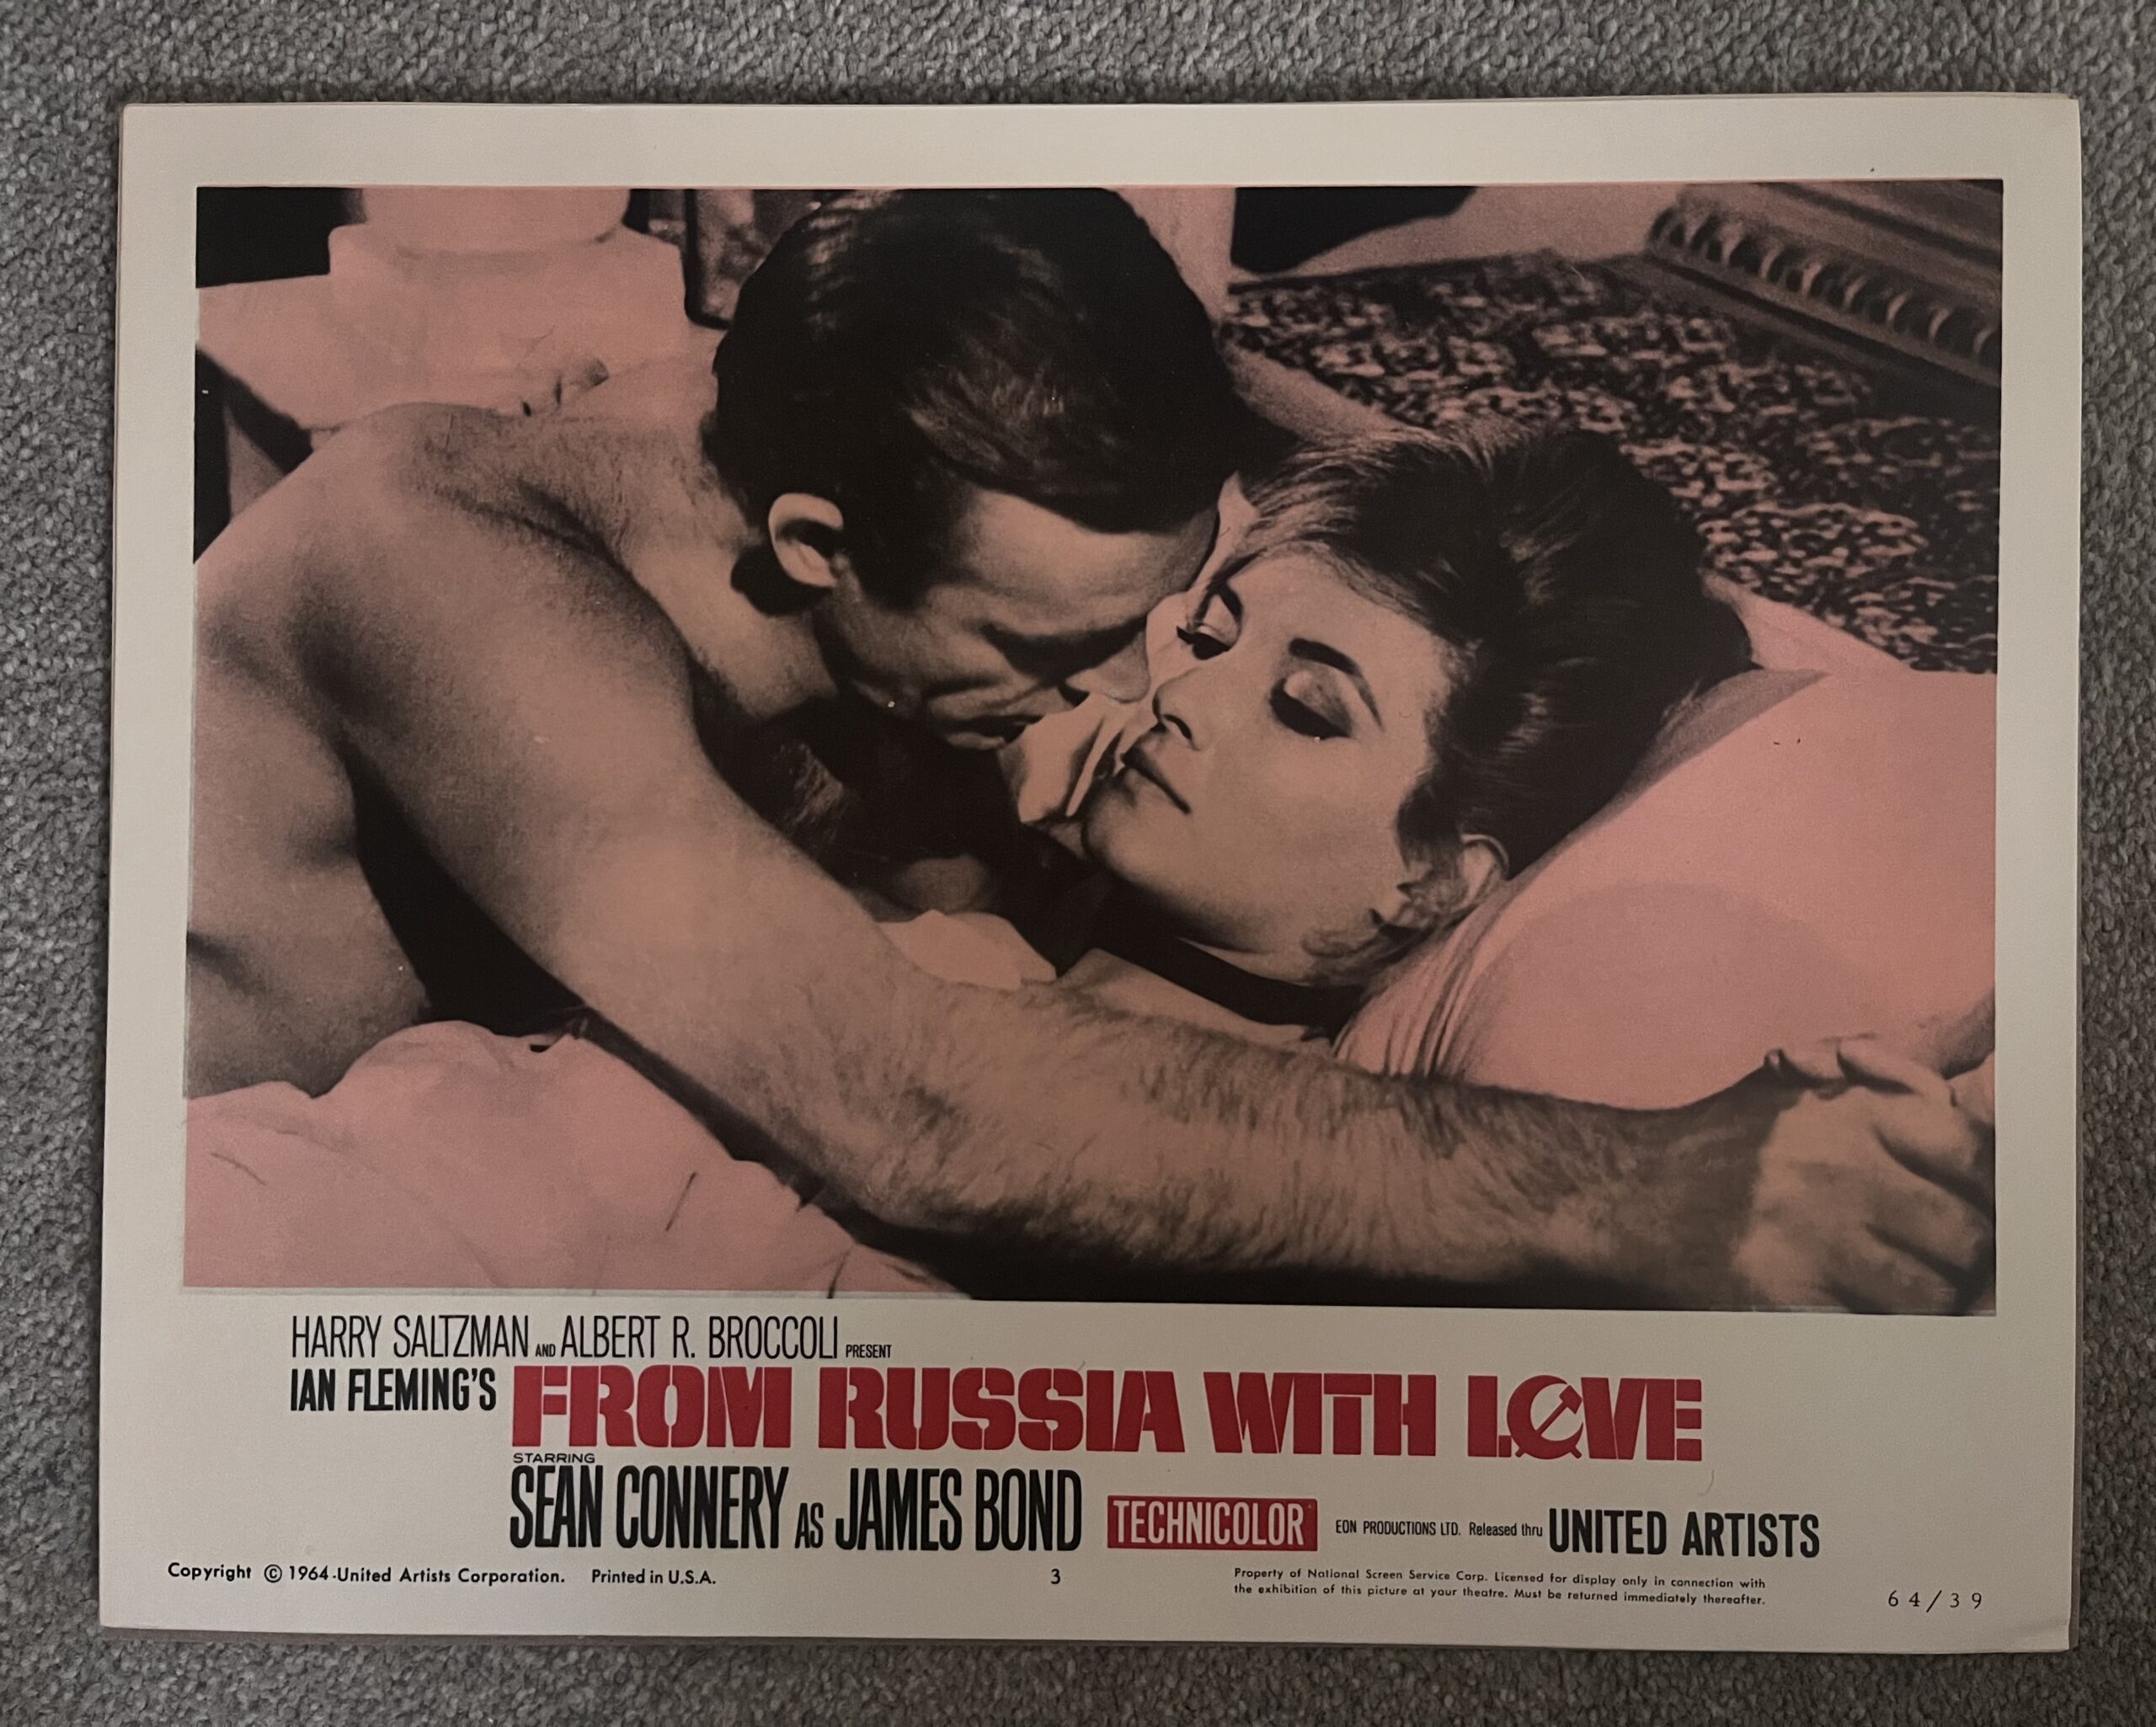 HARRY SALTZMAN AND ALBERT R. BROCCOLI PRESENT
IAN FLEMING'S FROM RUSSIA WITH LOVE
STARRING
SEAN CONNERY AS JAMES BOND TECHNICOLOR EON PRODUCTIONS LTD. Released thru UNITED ARTISTS
Copyright © 1964 - United Artists Corporation. Printed in U.S.A. 3 Property of National Screen Service Corp. Licensed for display only in connection with
the exhibition of this picture at your theatre. Must be returned immediately thereafter.
64/39